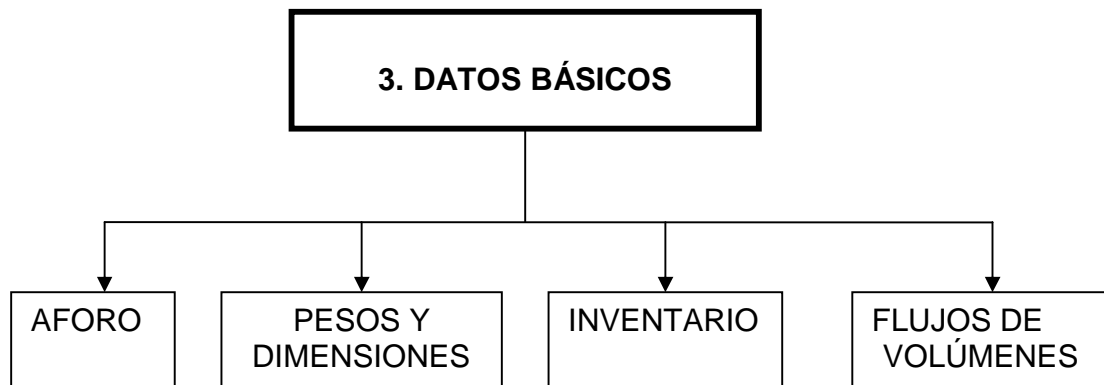 3. DATOS BÁSICOS
AFORO
PESOS Y
DIMENSIONES
INVENTARIO
FLUJOS DE
VOLÚMENES